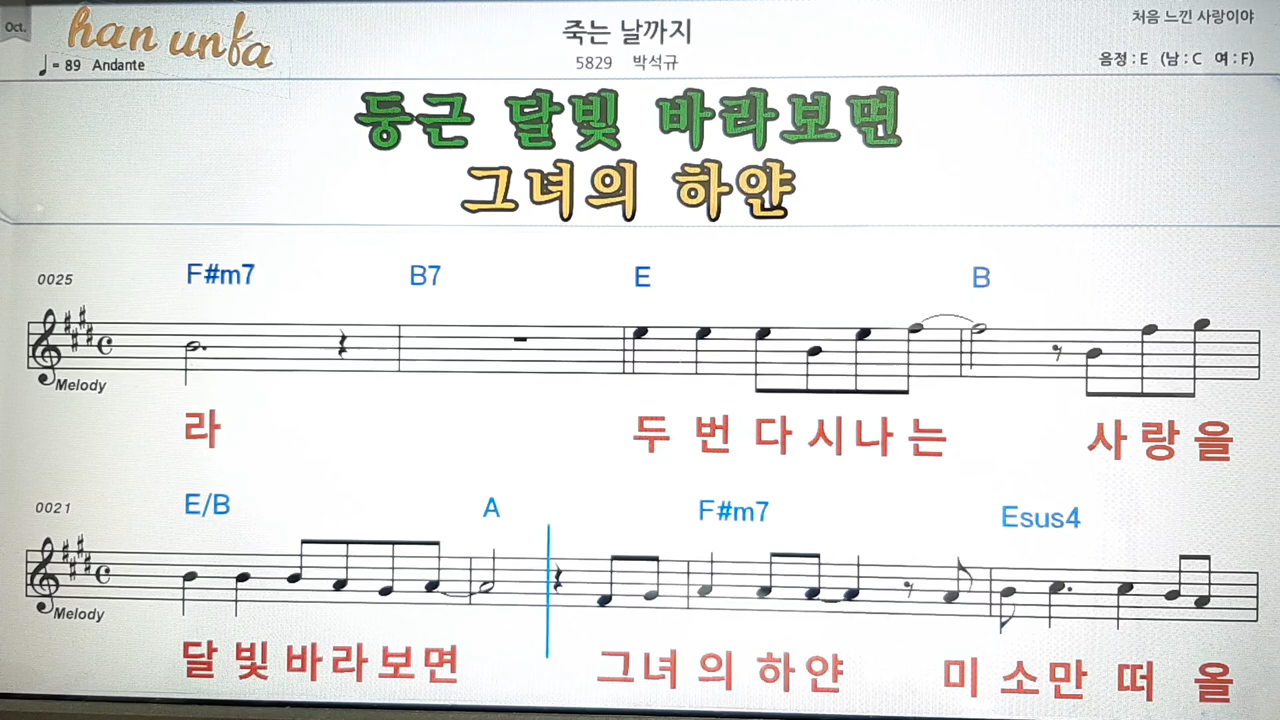 Oct.
han unfa
♩= 89 Andante
죽는 날까지
5829 박석규
처음 느낀 사랑이야
음정 : E (남 : C 여 : F)
둥근 달빛 바라보면
그녀의 하얀
0025 F#m7 B7 E B
Melody
라 두 번 다 시 나 는 사 랑 을
0021 E/B A F#m7 Esus4
Melody
달 빛 바 라 보 면 그 녀 의 하 얀 미 소 만 떠 올